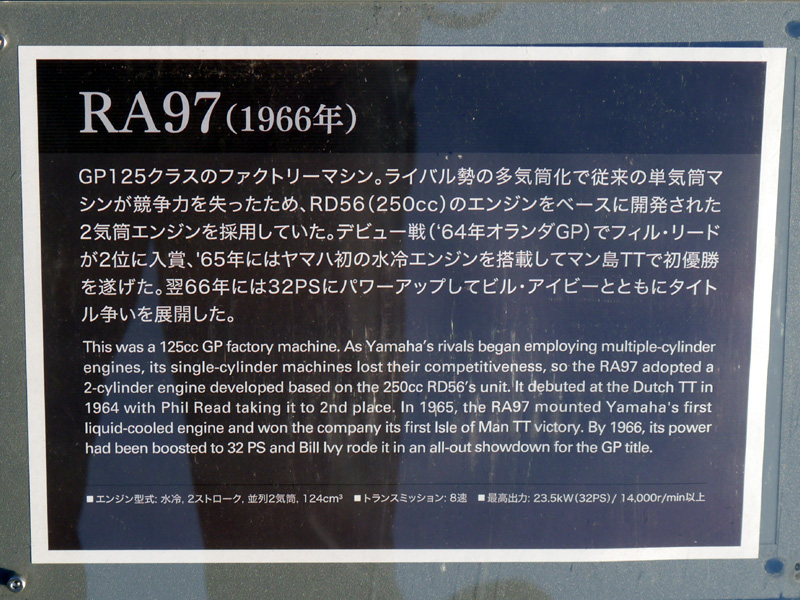 RA97(1966年)
GP125クラスのファクトリーマシン。ライバル勢の多気筒化で従来の単気筒マ
シンが競争力を失ったため、RD56(250cc)のエンジンをベースに開発された
2気筒エンジンを採用していた。デビュー戦('64年オランダGP)でフィル・リード
が2位に入賞、'65年にはヤマハ初の水冷エンジンを搭載してマン島TTで初優勝
を遂げた。翌66年には32PSにパワーアップしてビル・アイビーとともにタイト
ル争いを展開した。
This was a 125cc GP factory machine. As Yamaha's rivals began employing multiple-cylinder
engines, its single-cylinder machines lost their competitiveness, so the RA97 adopted a
2-cylinder engine developed based on the 250cc RD56's unit. It debuted at the Dutch TT in
1964 with Phil Read taking it to 2nd place. In 1965, the RA97 mounted Yamaha's first
liquid-cooled engine and won the company its first Isle of Man TT victory. By 1966, its power
had been boosted to 32 PS and Bill Ivy rode it in an all-out showdown for the GP title.
■エンジン型式: 水冷, 2ストローク, 並列2気筒, 124cm³ ■トランスミッション: 8速 ■最高出力: 23.5kW(32PS)/ 14,000r/min以上